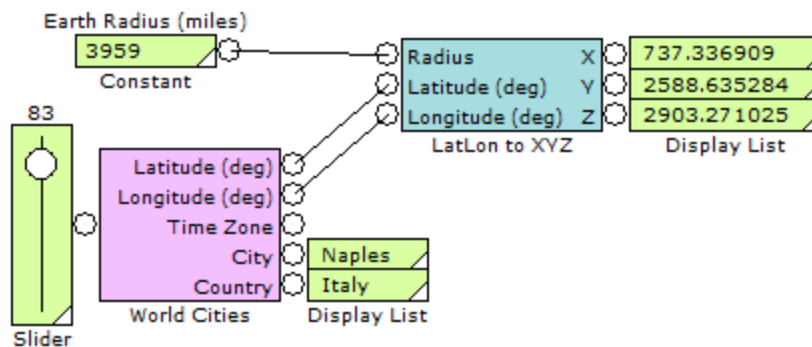 Earth Radius (miles)
3959
Constant
Radius X
Latitude (deg) Y
Longitude (deg) Z
LatLon to XYZ
737.336909
2588.635284
2903.271025
Display List
83
Slider
Latitude (deg)
Longitude (deg)
Time Zone
City
Country
World Cities
Naples
Italy
Display List